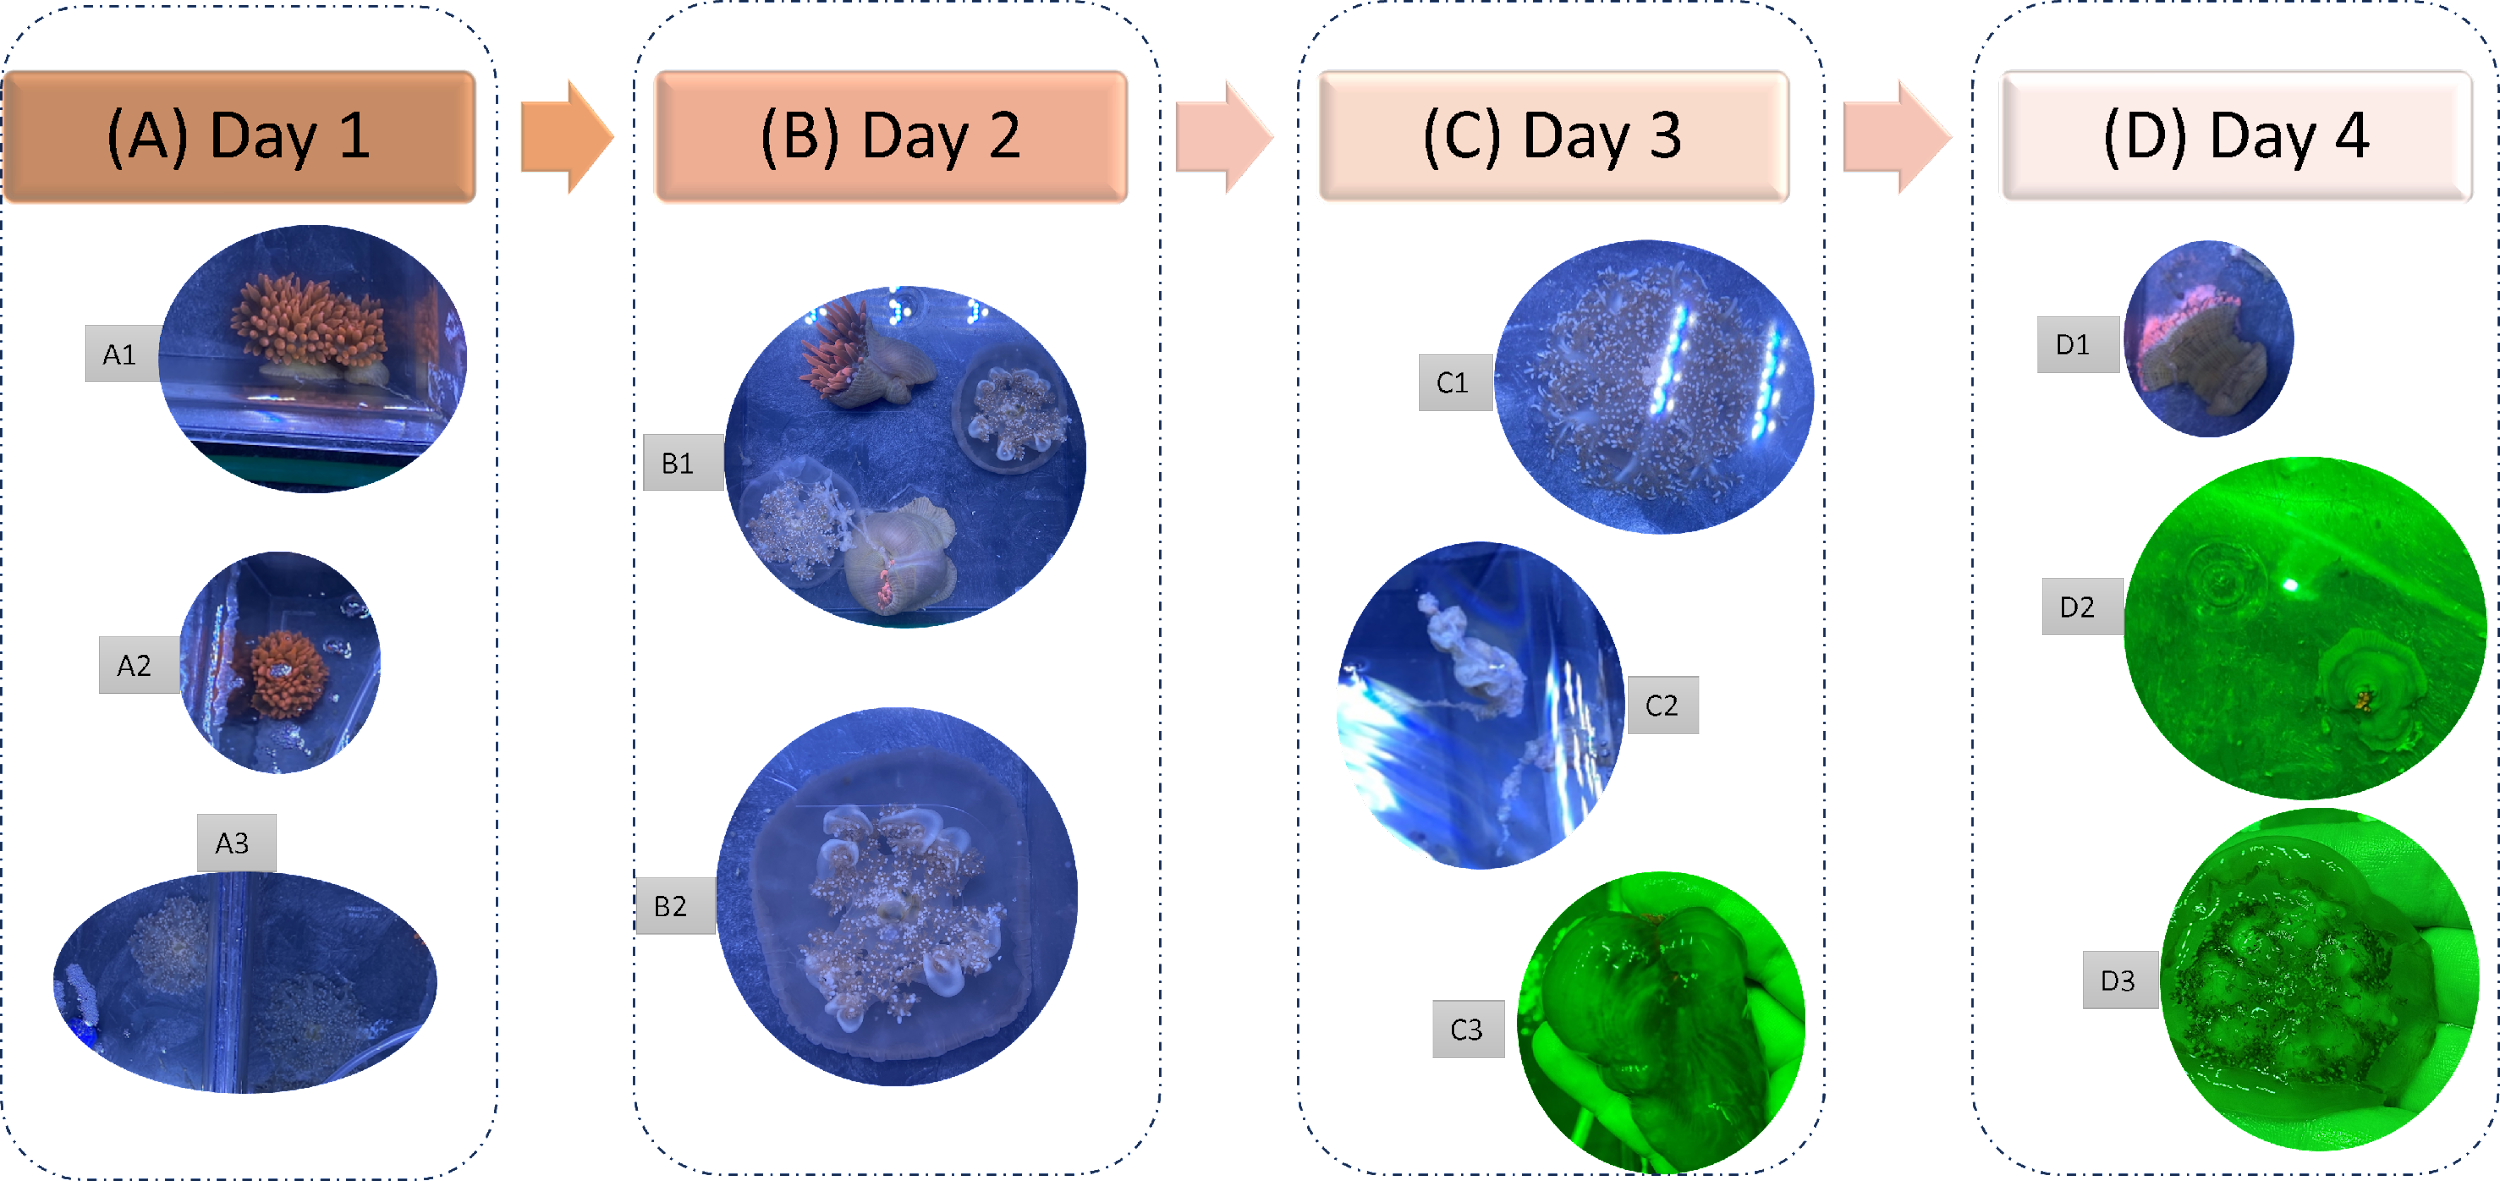 (A) Day 1
(B) Day 2
(C) Day 3
(D) Day 4
A1
A2
A3
B1
B2
C1
C2
C3
D1
D2
D3